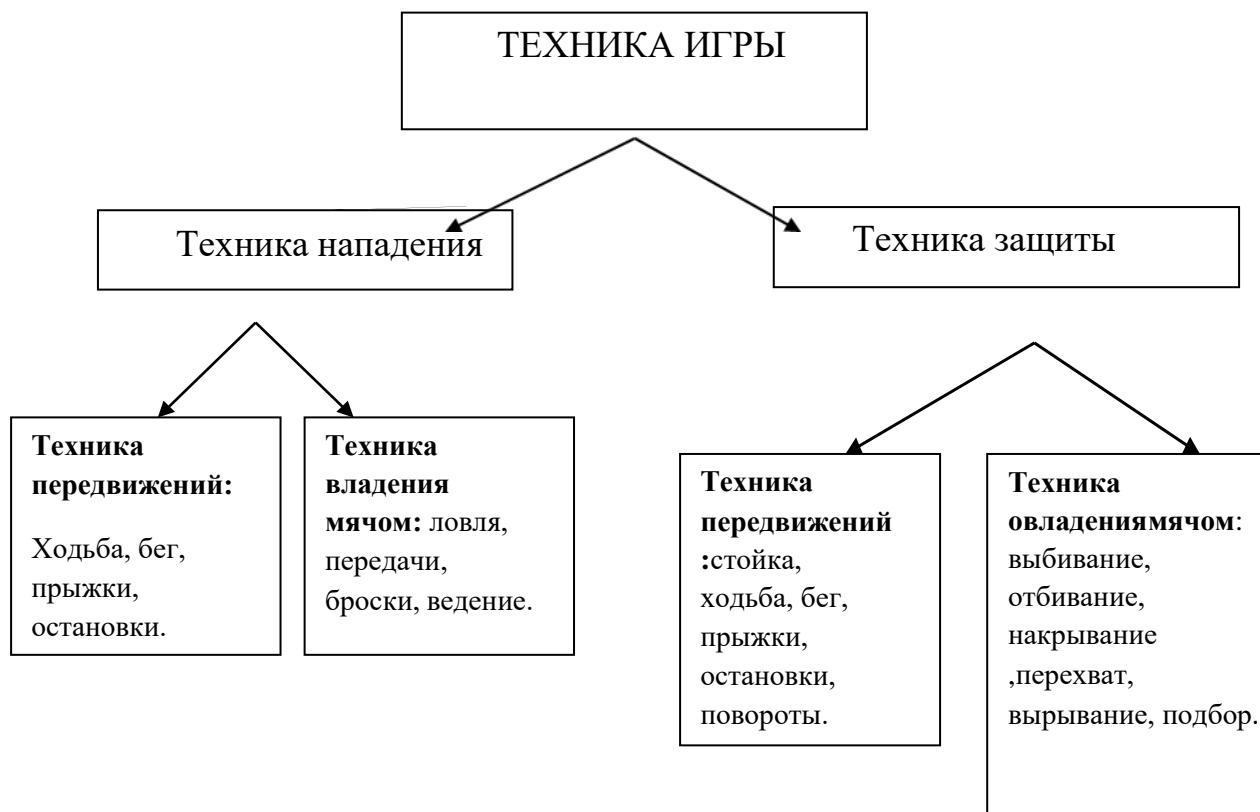 ТЕХНИКА ИГРЫ
Техника нападения
Техника защиты
Техника
передвижений:
Ходьба, бег,
прыжки,
остановки.
Техника
владения
мячом: ловля,
передачи,
броски, ведение.
Техника
передвижений
:стойка,
ходьба, бег,
прыжки,
остановки,
повороты.
Техника
овладениямячом:
выбивание,
отбивание,
накрывание
,перехват,
вырывание, подбор.